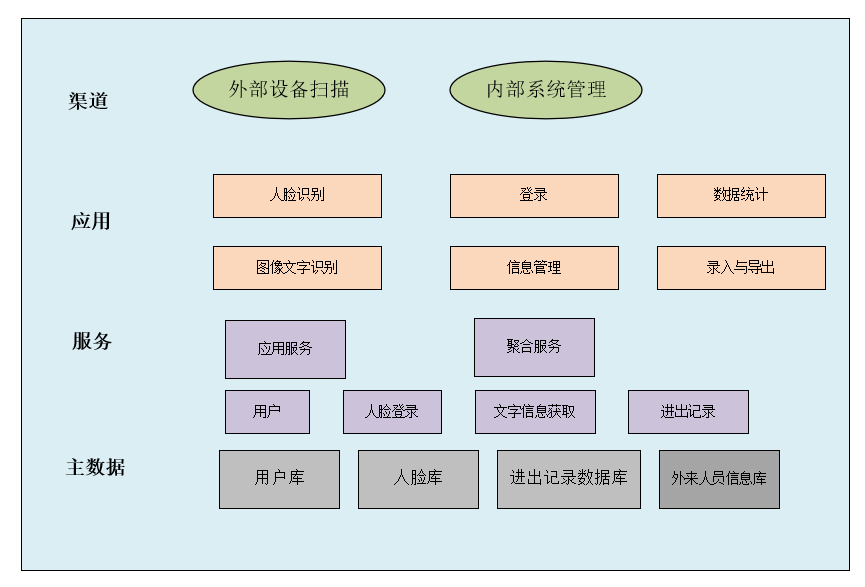 渠道
外部设备扫描
内部系统管理
应用
人脸识别
登录
数据统计
图像文字识别
信息管理
录入与导出
服务
应用服务
聚合服务
用户
人脸登录
文字信息获取
进出记录
主数据
用户库
人脸库
进出记录数据库
外来人员信息库